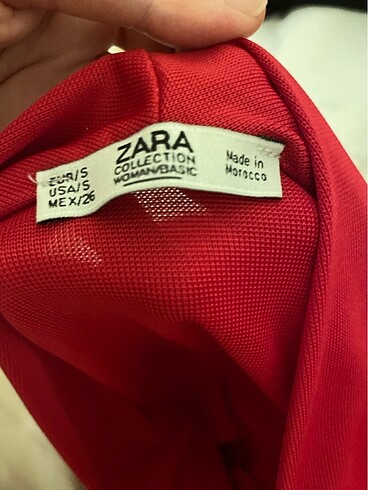 EUR/S
USA/S
MEX/26
ZARA
COLLECTION
WOMAN/BASIC
Made in
Morocco